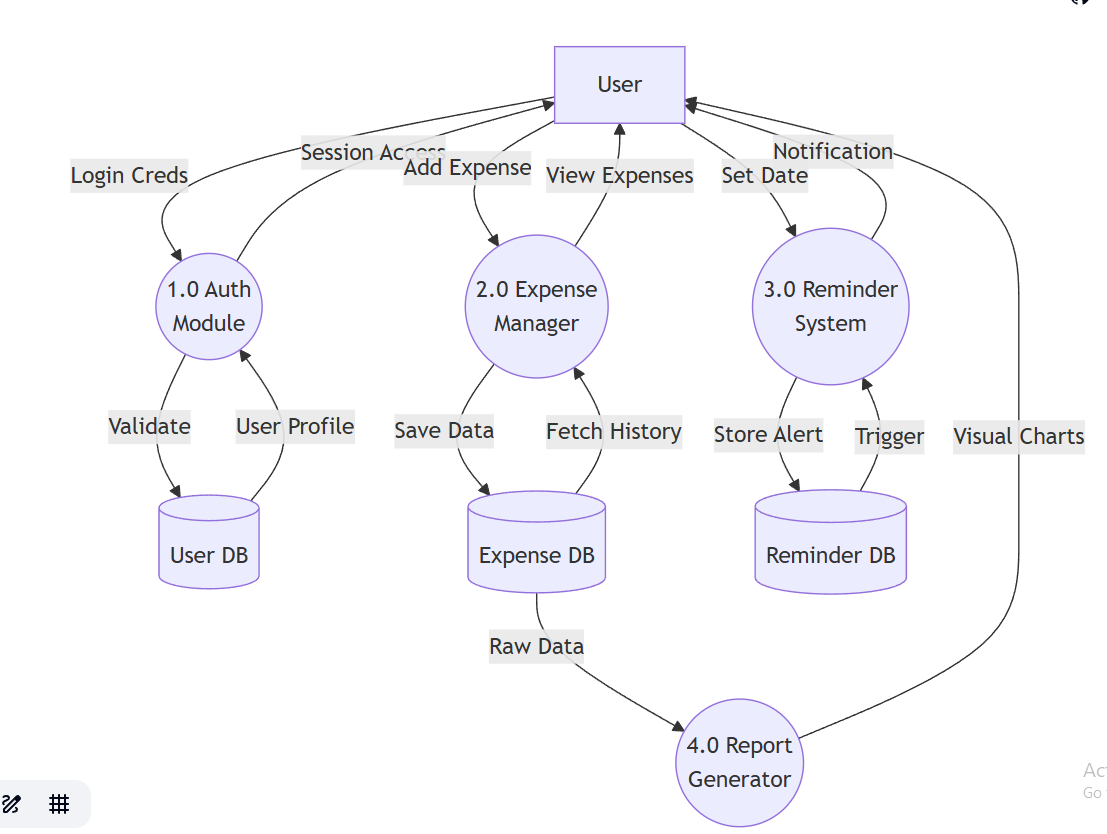 User
Session Access
Notification
Login Creds
Add Expense
View Expenses
Set Date
1.0 Auth
Module
2.0 Expense
Manager
3.0 Reminder
System
Validate
User Profile
Save Data
Fetch History
Store Alert
Trigger
Visual Charts
User DB
Expense DB
Reminder DB
Raw Data
4.0 Report
Generator
Go